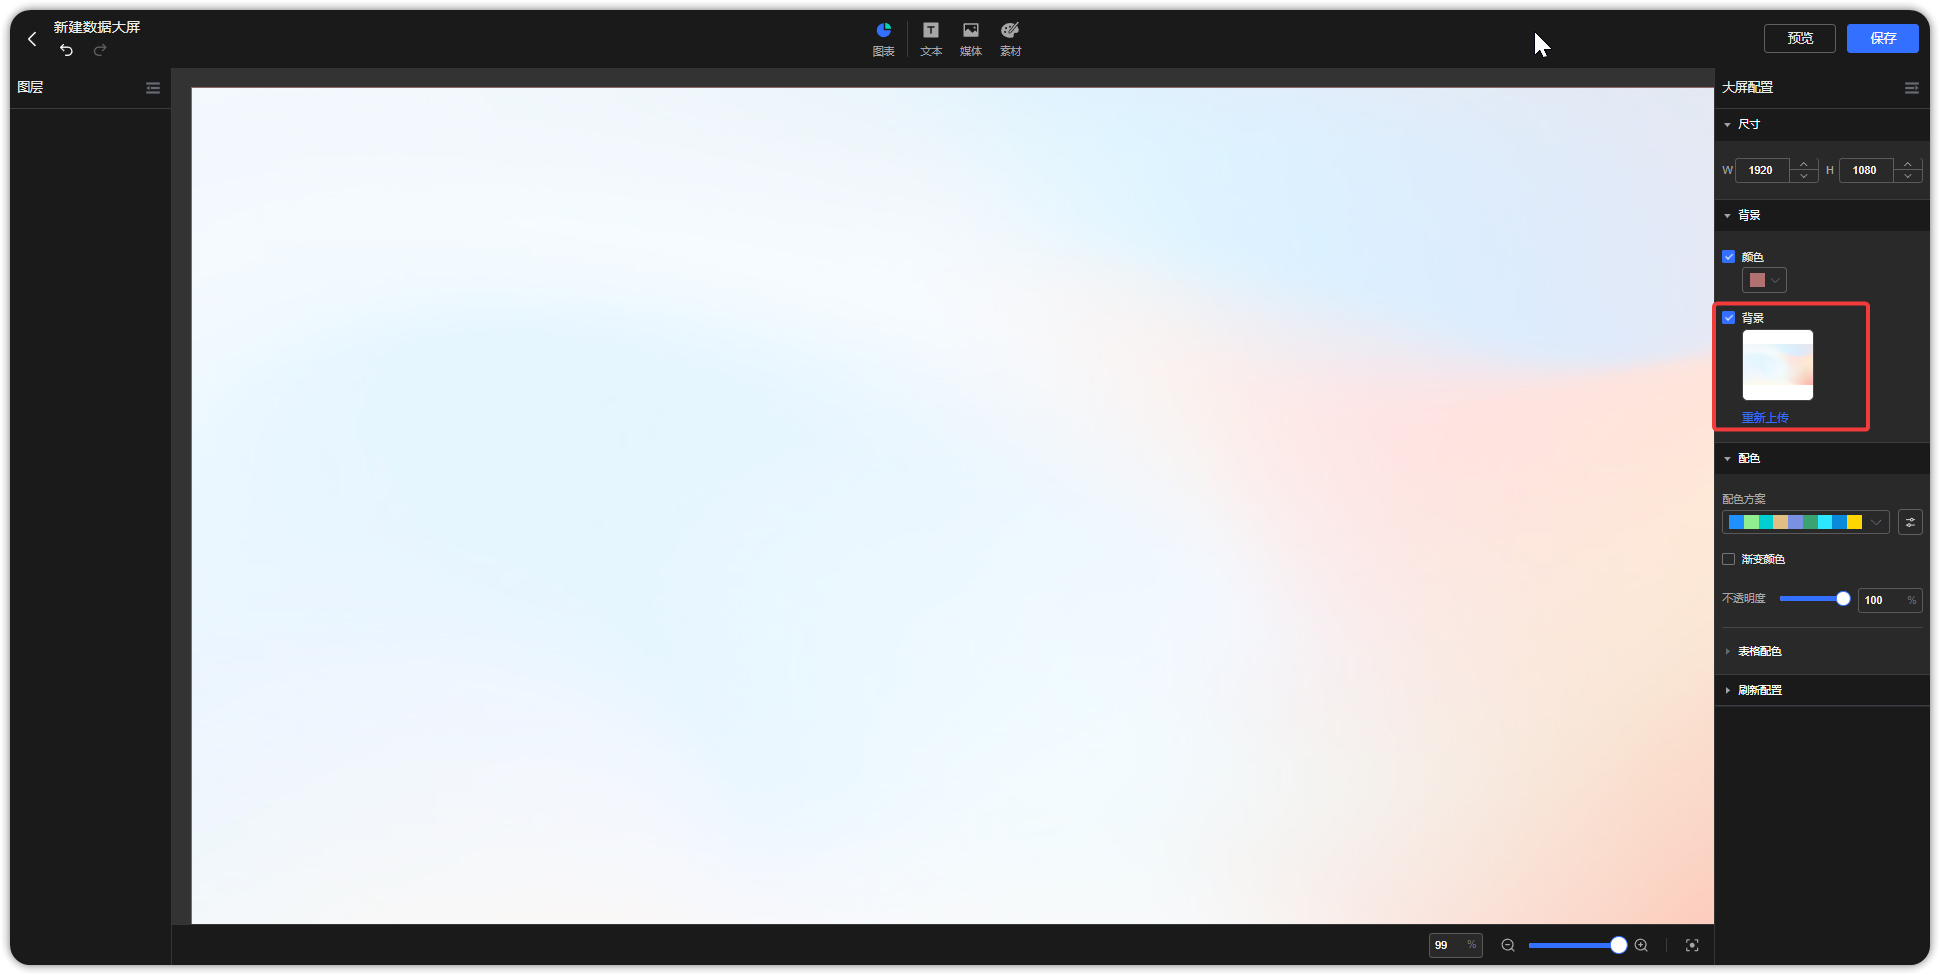 新建数据大屏
图表
文本
媒体
素材
预览
保存
图层
大屏配置
尺寸
W 1920 H 1080
背景
颜色
背景
重新上传
配色
配色方案
渐变颜色
不透明度 100 %
表格配色
刷新配置
99 %